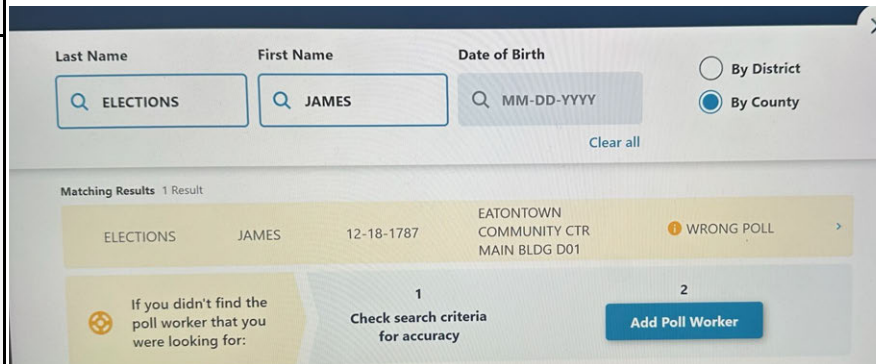 Last Name First Name Date of Birth
By District
ELECTIONS JAMES MM-DD-YYYY
By County
Clear all
Matching Results 1 Result
ELECTIONS JAMES 12-18-1787 EATONTOWN
COMMUNITY CTR
MAIN BLDG D01
WRONG POLL
If you didn't find the
poll worker that you
were looking for:
1
Check search criteria
for accuracy
2
Add Poll Worker